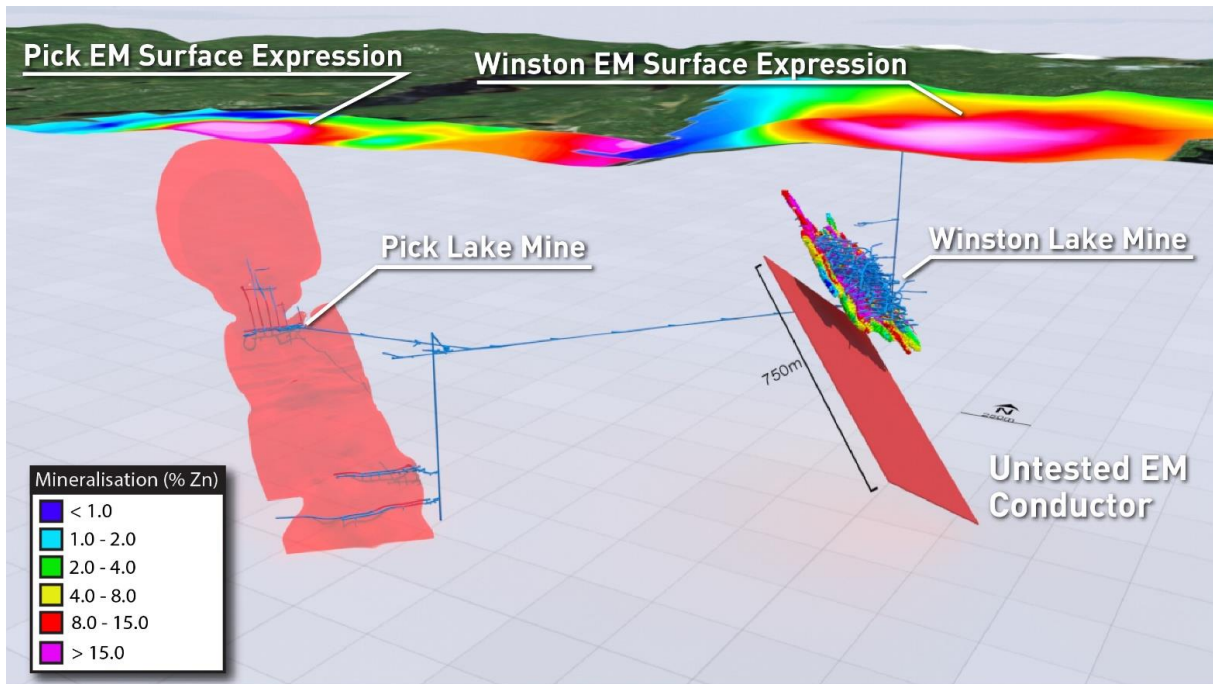 Pick EM Surface Expression
Winston EM Surface Expression
Pick Lake Mine
Winston Lake Mine
750m
N
250m
Untested EM
Conductor
Mineralisation (% Zn)
< 1.0
1.0 - 2.0
2.0 - 4.0
4.0 - 8.0
8.0 - 15.0
> 15.0